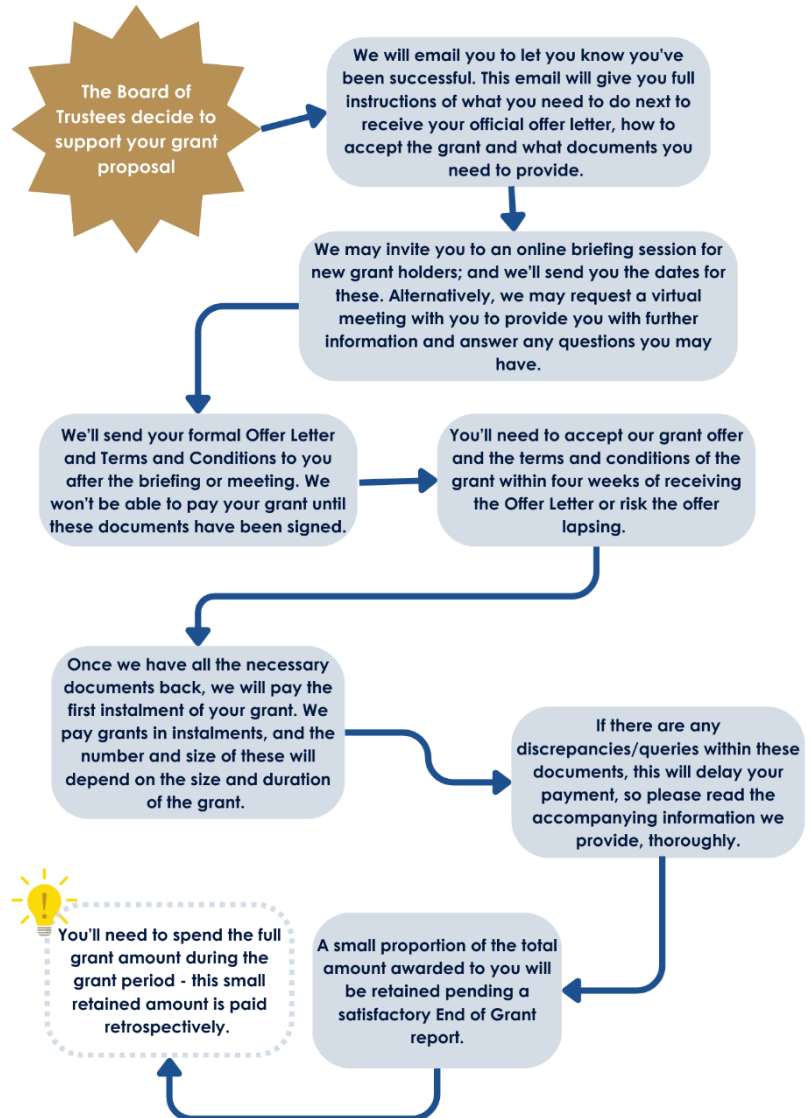 The Board of
Trustees decide to
support your grant
proposal
We will email you to let you know you've
been successful. This email will give you full
instructions of what you need to do next to
receive your official offer letter, how to
accept the grant and what documents you
need to provide.
We may invite you to an online briefing session for
new grant holders; and we'll send you the dates for
these. Alternatively, we may request a virtual
meeting with you to provide you with further
information and answer any questions you may
have.
We'll send your formal Offer Letter
and Terms and Conditions to you
after the briefing or meeting. We
won't be able to pay your grant until
these documents have been signed.
You'll need to accept our grant offer
and the terms and conditions of the
grant within four weeks of receiving
the Offer Letter or risk the offer
lapsing.
Once we have all the necessary
documents back, we will pay the
first instalment of your grant. We
pay grants in instalments, and the
number and size of these will
depend on the size and duration
of the grant.
If there are any
discrepancies/queries within these
documents, this will delay your
payment, so please read the
accompanying information we
provide, thoroughly.
A small proportion of the total
amount awarded to you will
be retained pending a
satisfactory End of Grant
report.
!
You'll need to spend the full
grant amount during the
grant period - this small
retained amount is paid
retrospectively.